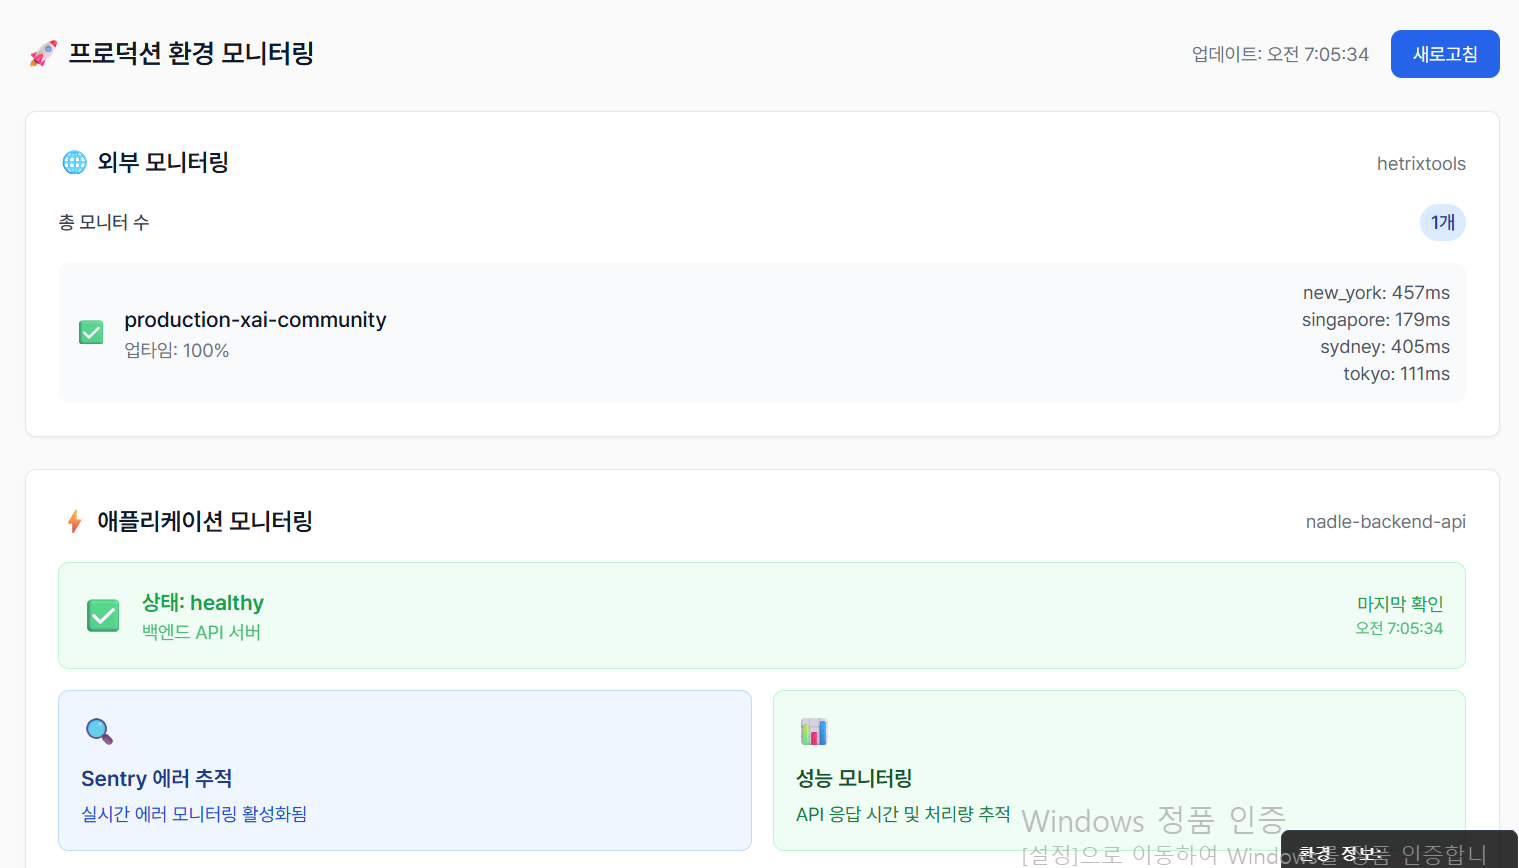 프로덕션 환경 모니터링
업데이트: 오전 7:05:34
새로고침
외부 모니터링
hetrixtools
총 모니터 수
1개
production-xai-community
업타임: 100%
new_york: 457ms
singapore: 179ms
sydney: 405ms
tokyo: 111ms
애플리케이션 모니터링
nadle-backend-api
상태: healthy
백엔드 API 서버
마지막 확인
오전 7:05:34
Sentry 에러 추적
실시간 에러 모니터링 활성화됨
성능 모니터링
API 응답 시간 및 처리량 추적
Windows 정품 인증
[설정]으로 이동하여 Windows를 정품 인증합니
환경 정보: